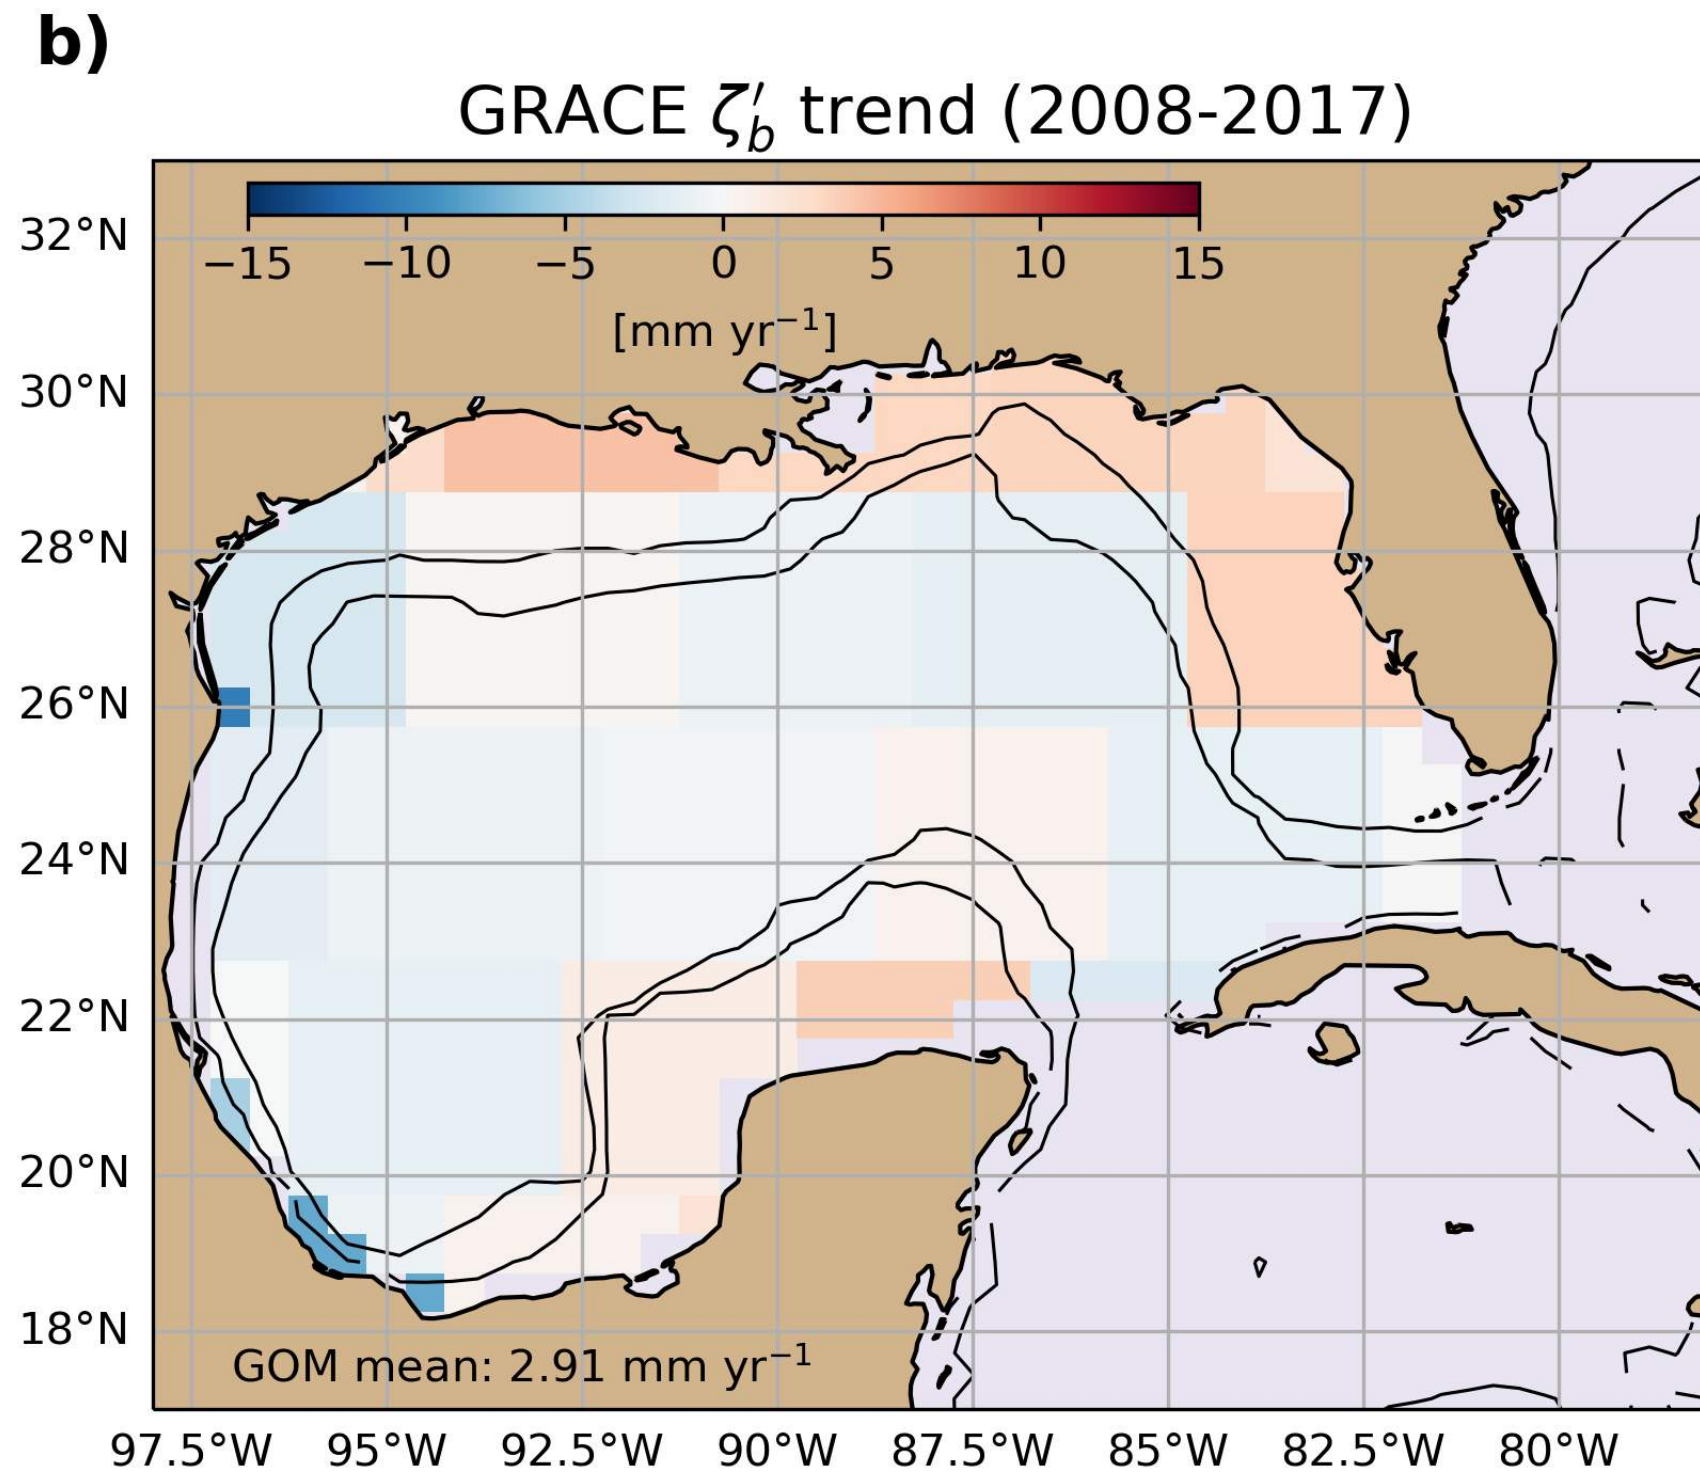 b)
GRACE ζ′b trend (2008-2017)
32°N
−15 −10 −5 0 5 10 15
[mm yr⁻¹]
30°N
28°N
26°N
24°N
22°N
20°N
18°N
GOM mean: 2.91 mm yr⁻¹
97.5°W 95°W 92.5°W 90°W 87.5°W 85°W 82.5°W 80°W